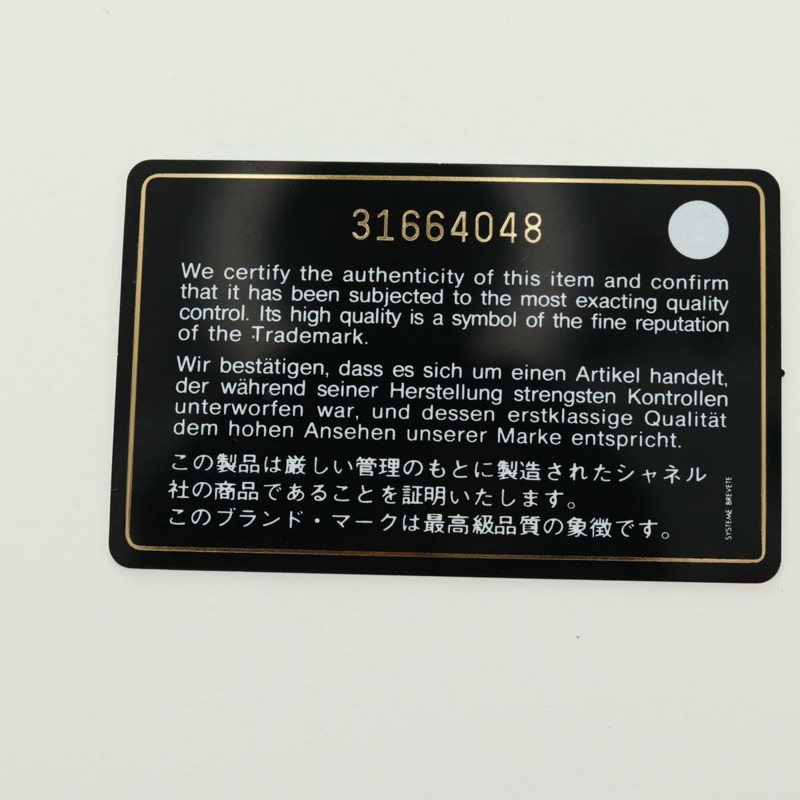 31664048
We certify the authenticity of this item and confirm
that it has been subjected to the most exacting quality
control. Its high quality is a symbol of the fine reputation
of the Trademark.
Wir bestätigen, dass es sich um einen Artikel handelt,
der während seiner Herstellung strengsten Kontrollen
unterworfen war, und dessen erstklassige Qualität
dem hohen Ansehen unserer Marke entspricht.
この製品は厳しい管理のもとに製造されたシャネル
社の商品であることを証明いたします。
このブランド・マークは最高級品質の象徴です。
SYSTEME BREVETE